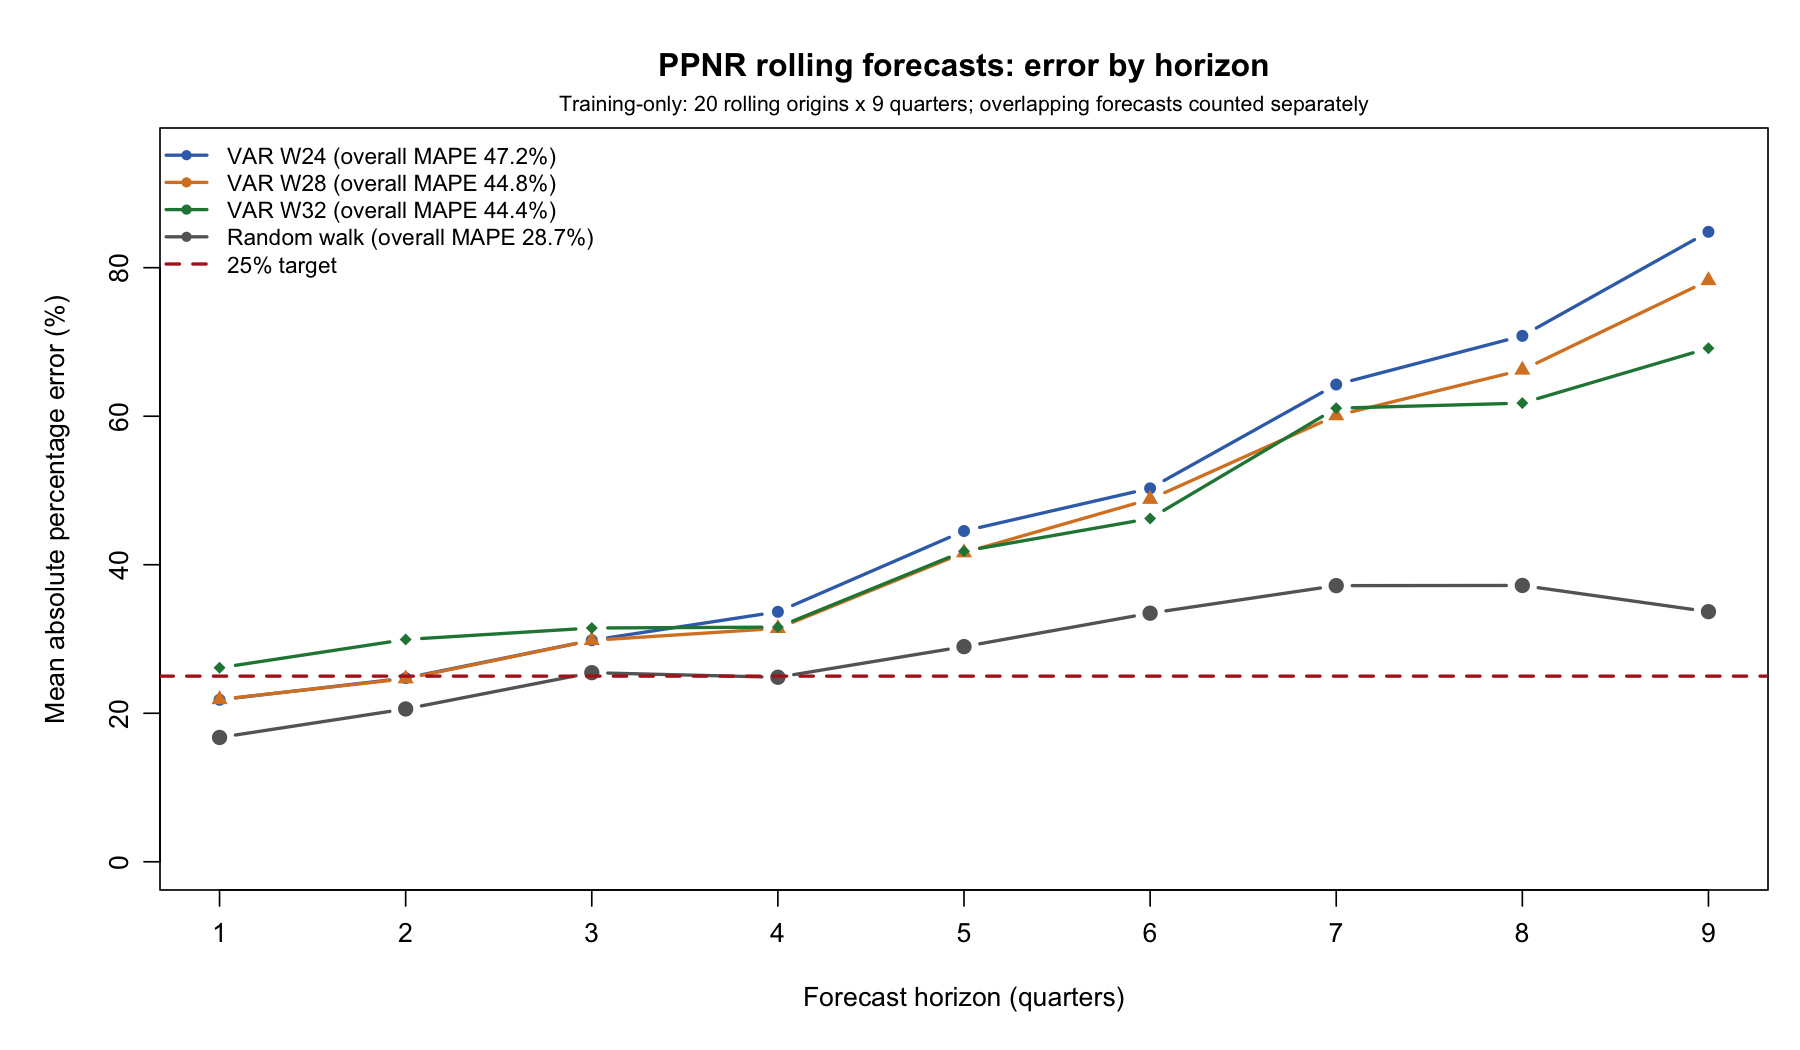 PPNR rolling forecasts: error by horizon
Training-only: 20 rolling origins x 9 quarters; overlapping forecasts counted separately
VAR W24 (overall MAPE 47.2%)
VAR W28 (overall MAPE 44.8%)
VAR W32 (overall MAPE 44.4%)
Random walk (overall MAPE 28.7%)
25% target
Mean absolute percentage error (%)
80
60
40
20
0
1 2 3 4 5 6 7 8 9
Forecast horizon (quarters)